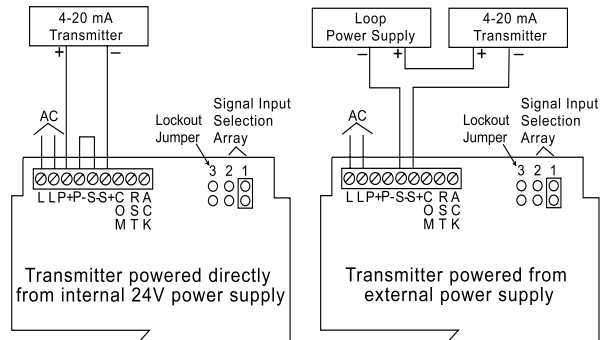 4-20 mA
Transmitter
+ −
AC
Lockout
Jumper
Signal Input
Selection
Array
3 2 1
L L P+ P- S- S+ C R A
O S C
M T K
Transmitter powered directly
from internal 24V power supply
Loop
Power Supply
− +
4-20 mA
Transmitter
+ −
AC
Lockout
Jumper
Signal Input
Selection
Array
3 2 1
L L P+ P- S- S+ C R A
O S C
M T K
Transmitter powered from
external power supply